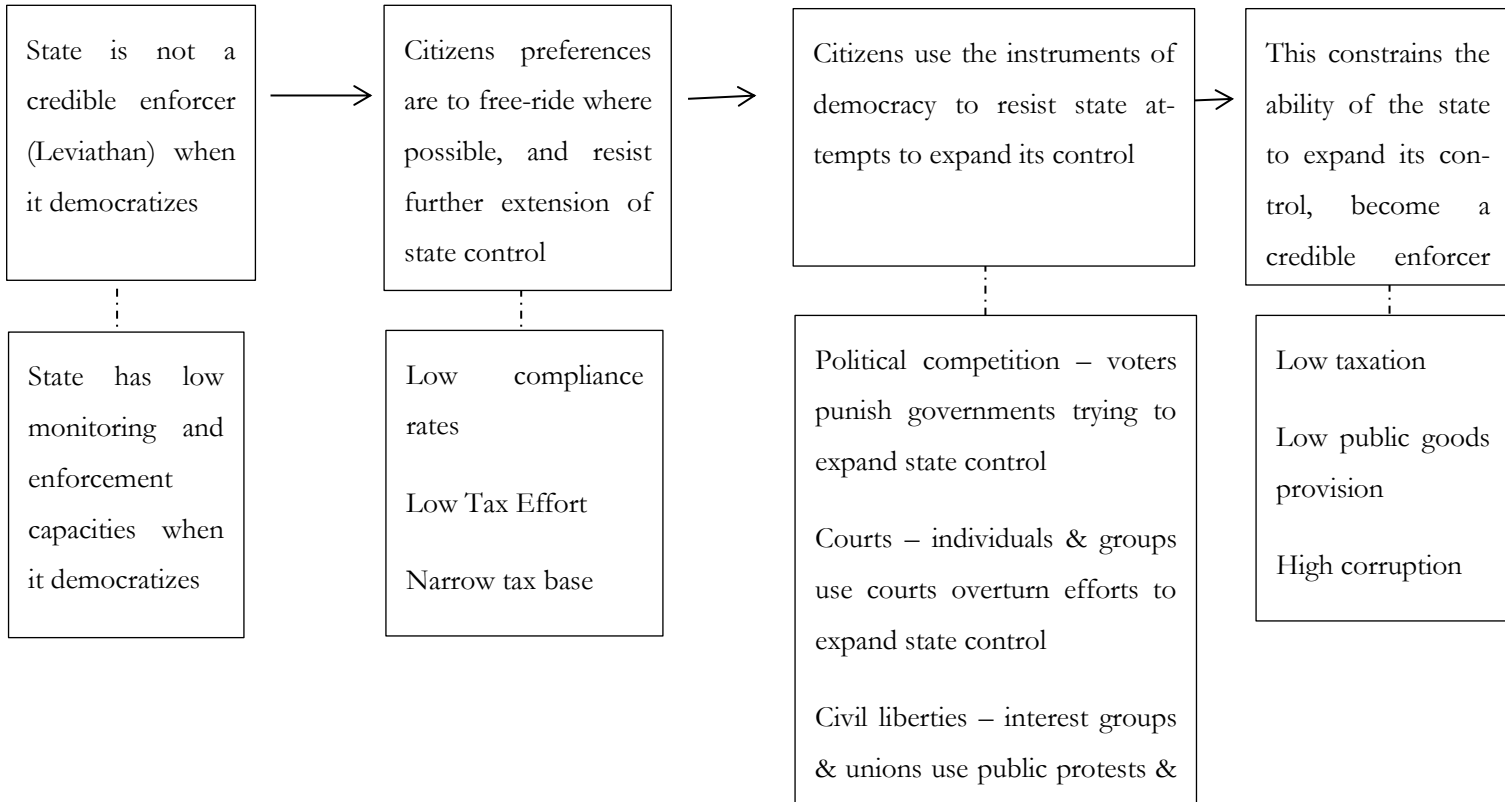 State is not a
credible enforcer
(Leviathan) when
it democratizes
Citizens preferences
are to free-ride where
possible, and resist
further extension of
state control
Citizens use the instruments of
democracy to resist state at-
tempts to expand its control
This constrains the
ability of the state
to expand its con-
trol, become a
credible enforcer
State has low
monitoring and
enforcement
capacities when
it democratizes
Low compliance
rates
Low Tax Effort
Narrow tax base
Political competition – voters
punish governments trying to
expand state control
Courts – individuals & groups
use courts overturn efforts to
expand state control
Civil liberties – interest groups
& unions use public protests &
Low taxation
Low public goods
provision
High corruption